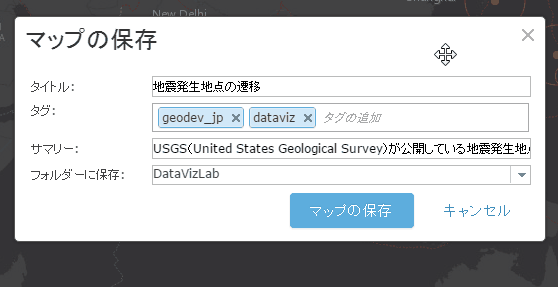 New Delhi
マップの保存
タイトル: 地震発生地点の遷移
タグ: geodev_jp dataviz タグの追加
サマリー: USGS(United States Geological Survey)が公開している地震発生地
フォルダーに保存: DataVizLab
マップの保存 キャンセル